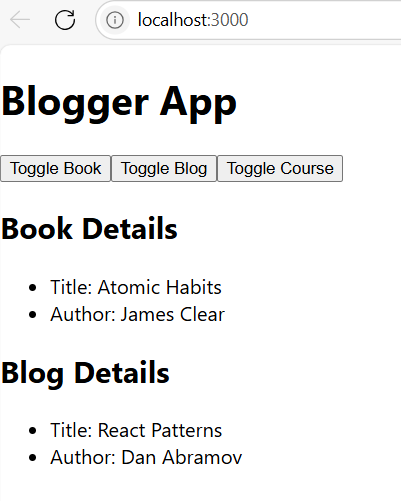 localhost:3000
Blogger App
Toggle Book Toggle Blog Toggle Course
Book Details
Title: Atomic Habits
Author: James Clear
Blog Details
Title: React Patterns
Author: Dan Abramov